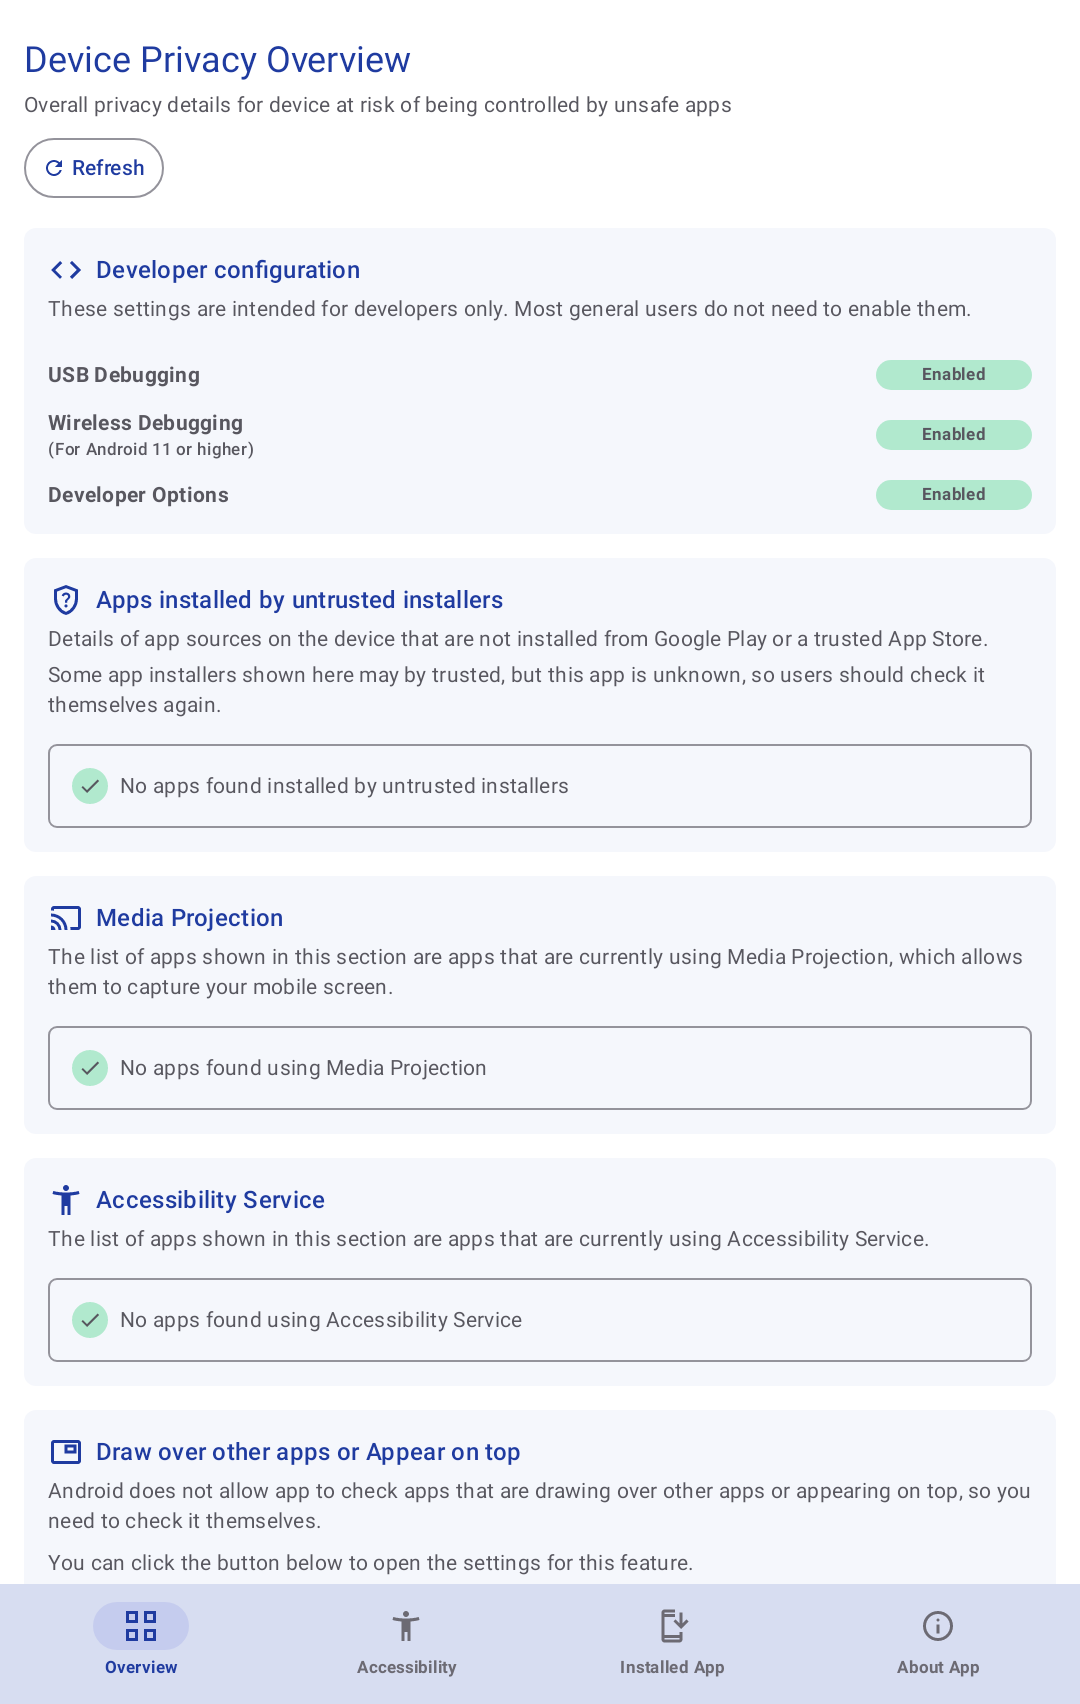 Device Privacy Overview
Overall privacy details for device at risk of being controlled by unsafe apps
Refresh
Developer configuration
These settings are intended for developers only. Most general users do not need to enable them.
USB Debugging
Enabled
Wireless Debugging
(For Android 11 or higher)
Enabled
Developer Options
Enabled
Apps installed by untrusted installers
Details of app sources on the device that are not installed from Google Play or a trusted App Store.
Some app installers shown here may by trusted, but this app is unknown, so users should check it
themselves again.
No apps found installed by untrusted installers
Media Projection
The list of apps shown in this section are apps that are currently using Media Projection, which allows
them to capture your mobile screen.
No apps found using Media Projection
Accessibility Service
The list of apps shown in this section are apps that are currently using Accessibility Service.
No apps found using Accessibility Service
Draw over other apps or Appear on top
Android does not allow app to check apps that are drawing over other apps or appearing on top, so you
need to check it themselves.
You can click the button below to open the settings for this feature.
Overview
Accessibility
Installed App
About App